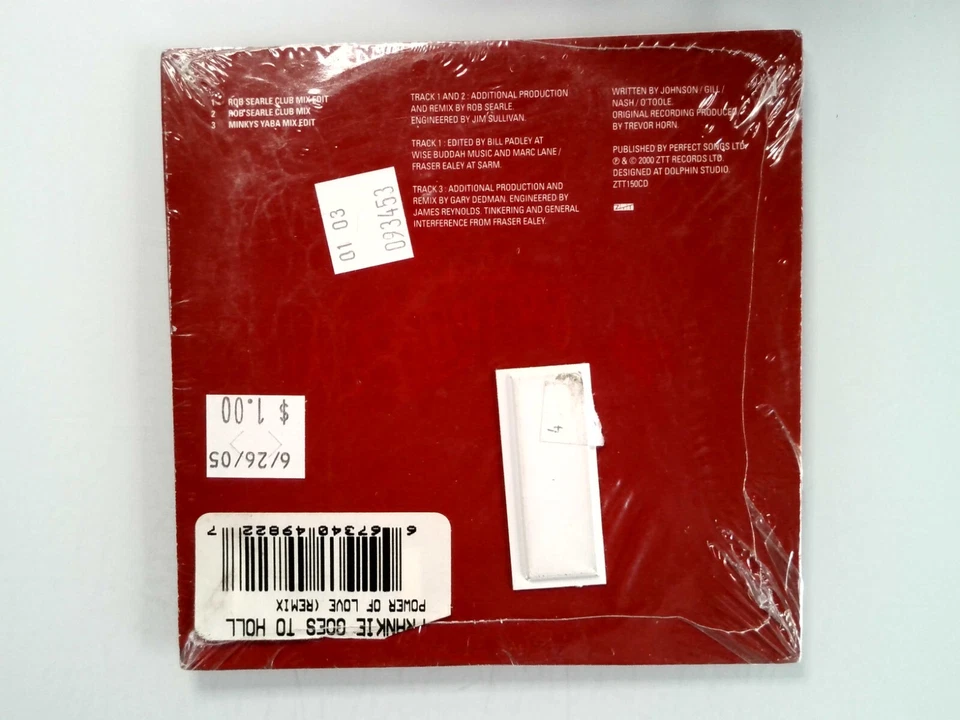 1 ROB SEARLE CLUB MIX EDIT
2 ROB SEARLE CLUB MIX
3 MINKYS YABA MIX EDIT
TRACK 1 AND 2 : ADDITIONAL PRODUCTION
AND REMIX BY ROB SEARLE.
ENGINEERED BY JIM SULLIVAN.
TRACK 1 : EDITED BY BILL PADLEY AT
WISE BUDDAH MUSIC AND MARC LANE /
FRASER EALEY AT SARM.
TRACK 3 : ADDITIONAL PRODUCTION AND
REMIX BY GARY DEDMAN. ENGINEERED BY
JAMES REYNOLDS. TINKERING AND GENERAL
INTERFERENCE FROM FRASER EALEY.
WRITTEN BY JOHNSON / GILL /
NASH / O'TOOLE.
ORIGINAL RECORDING PRODUCED
BY TREVOR HORN.
PUBLISHED BY PERFECT SONGS LTD.
℗ & © 2000 ZTT RECORDS LTD.
DESIGNED AT DOLPHIN STUDIO.
ZTT150CD
01 03
093453
6/26/05
$ 1.00
4
FRANKIE GOES TO HOLL
POWER OF LOVE (REMIX
6 67340 49822 7